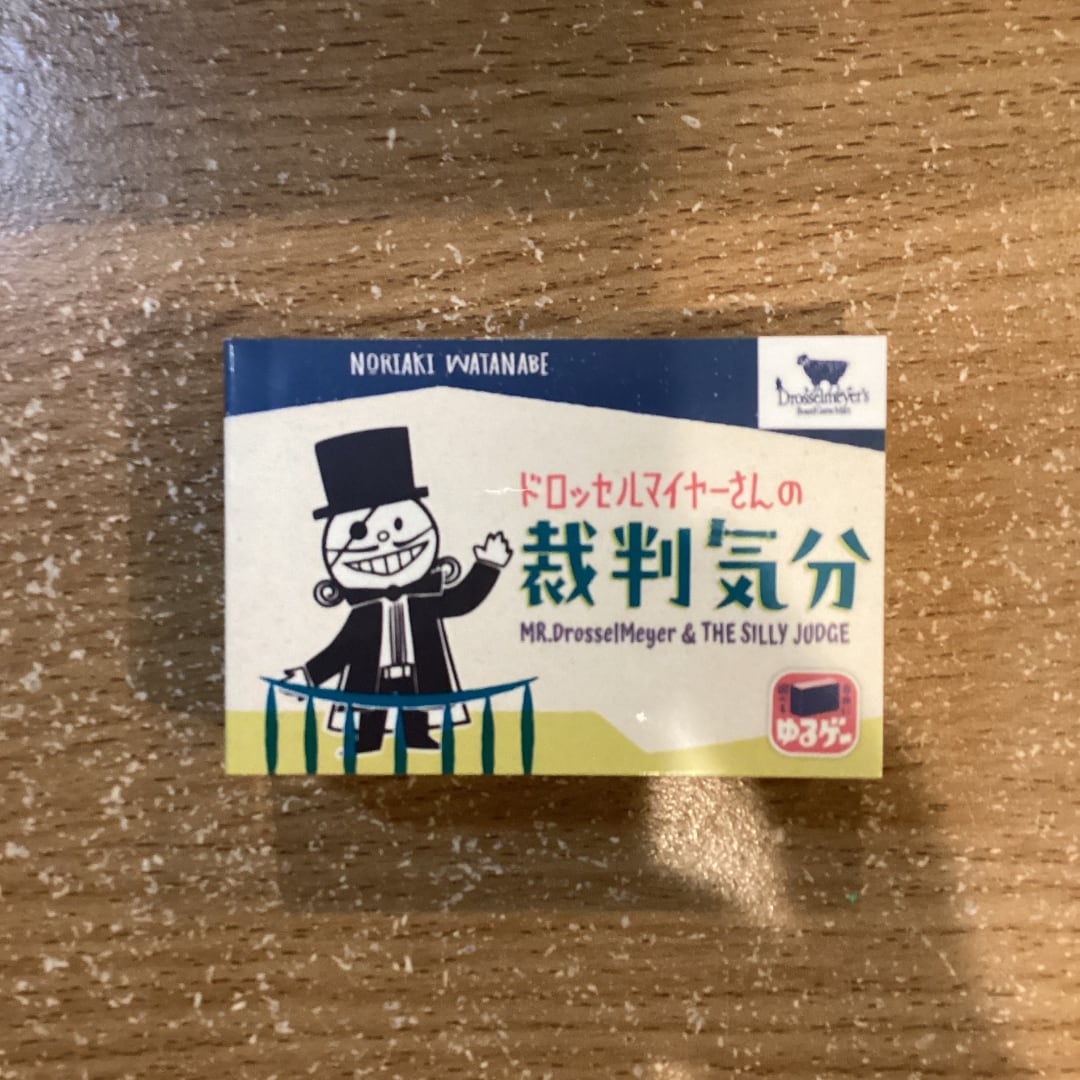 NORIAKI WATANABE
Drosselmeyer's
ドロッセルマイヤーさんの
裁判気分
MR.DrosselMeyer & THE SILLY JUDGE
ゆるゲー